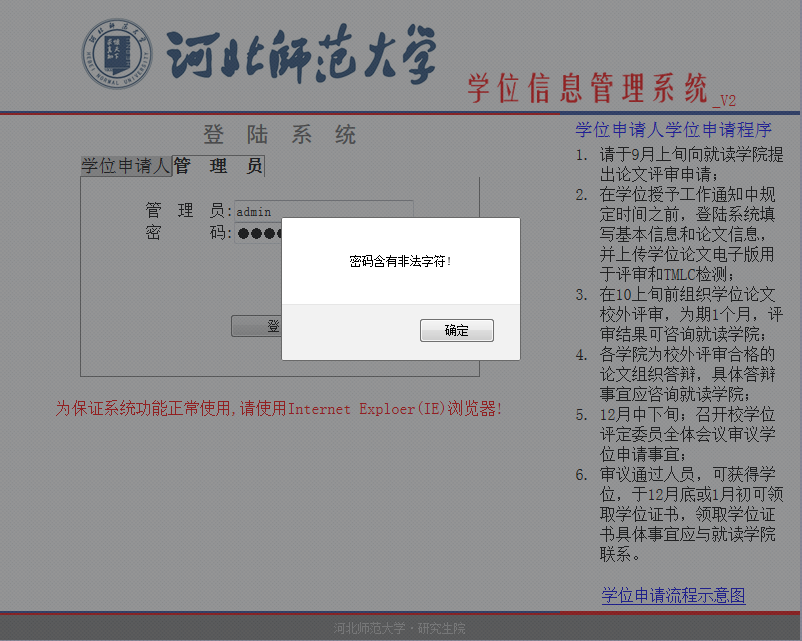 河北师范大学
HEBEI NORMAL UNIVERSITY
学位信息管理系统_V2
登 陆 系 统
学位申请人 管 理 员
管 理 员: admin
密 码: ●●●●
密码含有非法字符!
登
确定
为保证系统功能正常使用,请使用Internet Exploer(IE)浏览器!
学位申请人学位申请程序
1. 请于9月上旬向就读学院提
出论文评审申请；
2. 在学位授予工作通知中规
定时间之前，登陆系统填
写基本信息和论文信息，
并上传学位论文电子版用
于评审和TMLC检测；
3. 在10上旬前组织学位论文
校外评审，为期1个月，评
审结果可咨询就读学院；
4. 各学院为校外评审合格的
论文组织答辩，具体答辩
事宜应咨询就读学院；
5. 12月中下旬；召开校学位
评定委员全体会议审议学
位申请事宜；
6. 审议通过人员，可获得学
位，于12月底或1月初可领
取学位证书，领取学位证
书具体事宜应与就读学院
联系。
学位申请流程示意图
河北师范大学·研究生院